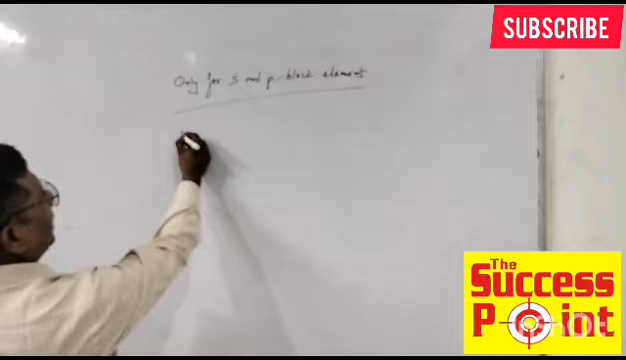 SUBSCRIBE
Only for s and p-block element
The
Success
Point